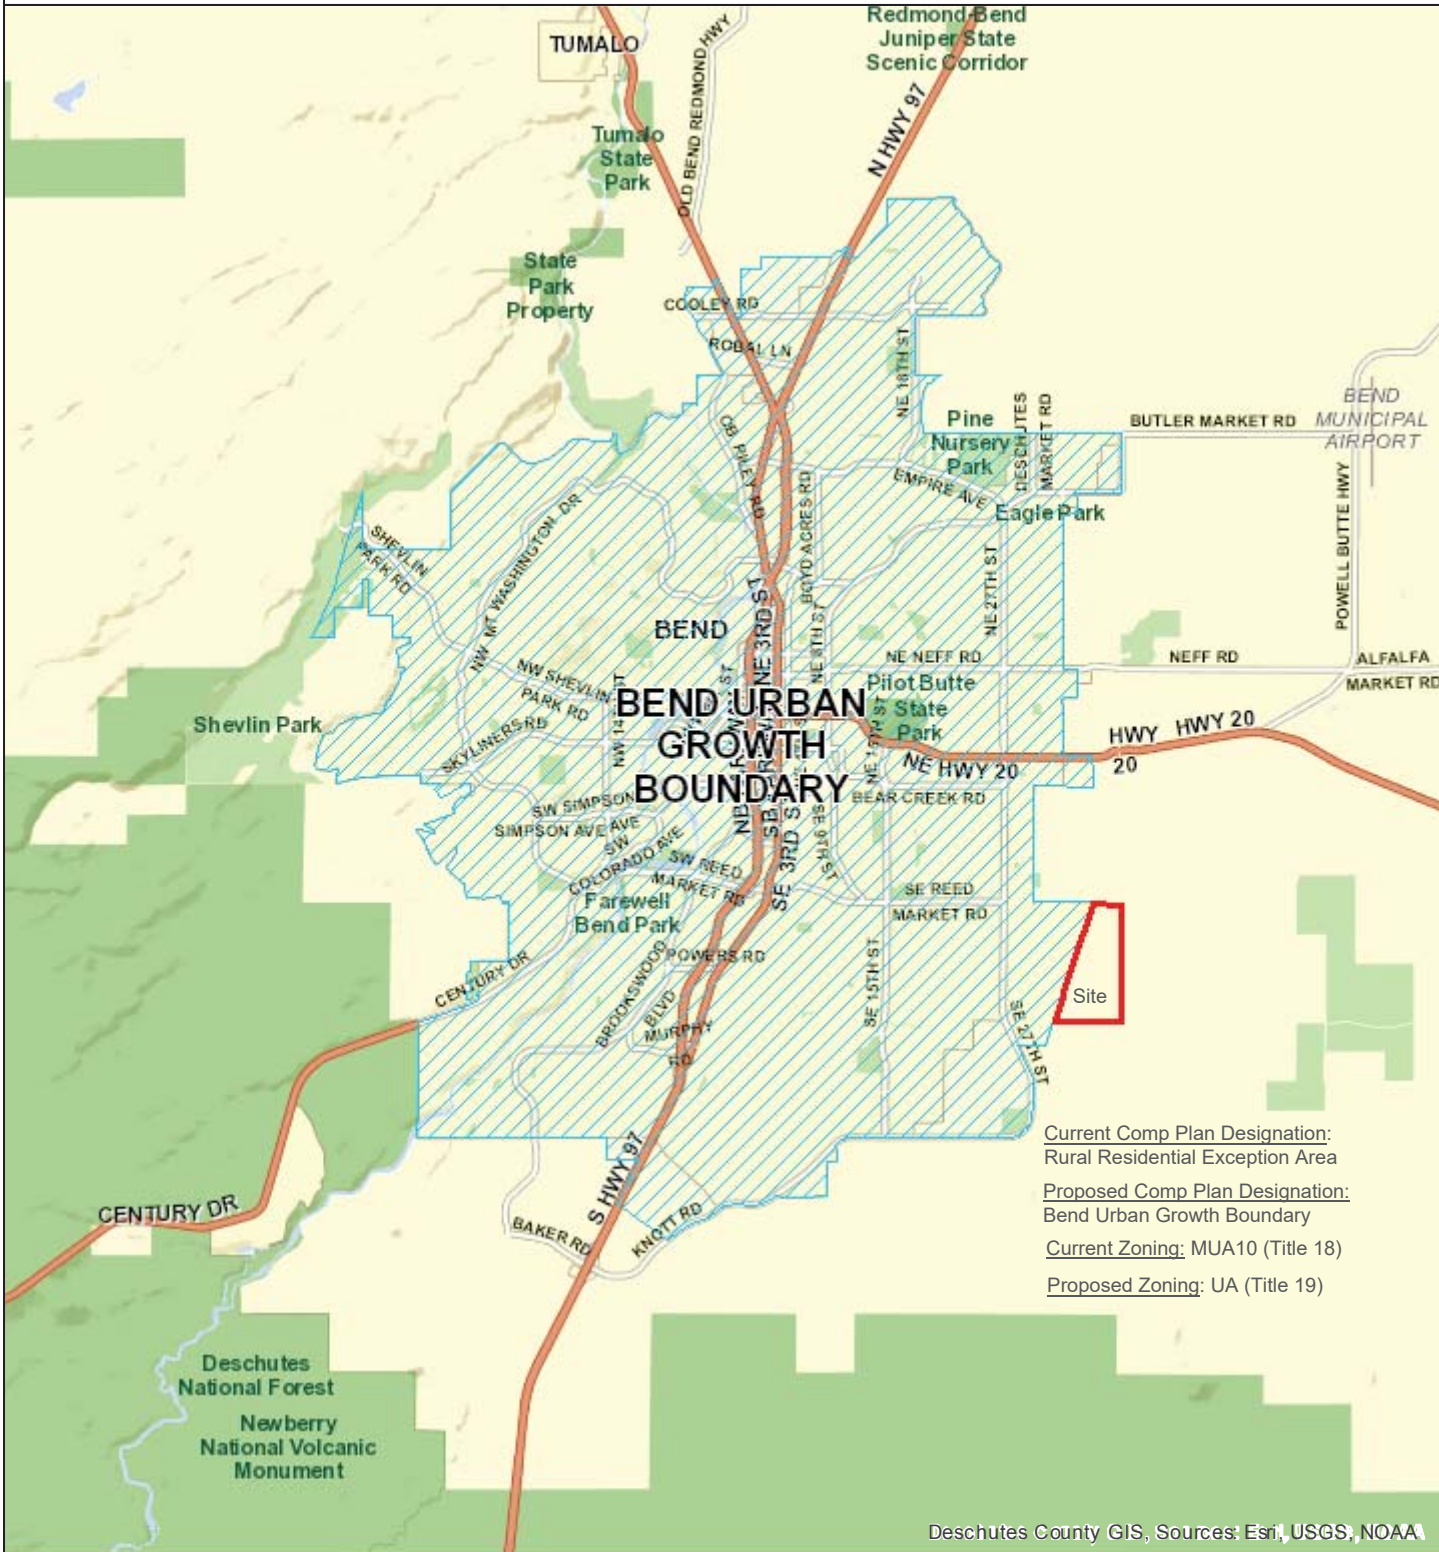 Redmond-Bend
Juniper State
Scenic Corridor
TUMALO
OLD BEND REDMOND HWY
N HWY 97
Tumalo
State
Park
State
Park
Property
COOLEY RD
ROBAL LN
NE 18TH ST
OB RILEY RD
Pine
Nursery
Park
DESCHUTES
MARKET RD
BUTLER MARKET RD
BEND
MUNICIPAL
AIRPORT
EMPIRE AVE
Eagle Park
POWELL BUTTE HWY
SHEVLIN
PARK RD
NW MT WASHINGTON DR
BOYD ACRES RD
NE 27TH ST
BEND
NE 3RD ST
NE 8TH ST
NE NEFF RD
NEFF RD
ALFALFA
MARKET RD
NW SHEVLIN
PARK RD
Pilot Butte
State
Park
Shevlin Park
SKYLINERS RD
NW 14TH ST
BEND URBAN
GROWTH
BOUNDARY
NE 15TH ST
NE HWY 20
HWY
20
HWY 20
BEAR CREEK RD
SW SIMPSON
AVE
SIMPSON AVE
SW
COLORADO AVE
SW REED
MARKET RD
SE 3RD ST
SE 9TH ST
SE REED
MARKET RD
Farewell
Bend Park
POWERS RD
CENTURY DR
BROOKSWOOD
BLVD
MURPHY
RD
SE 15TH ST
SE 27TH ST
Site
Current Comp Plan Designation:
Rural Residential Exception Area
Proposed Comp Plan Designation:
Bend Urban Growth Boundary
Current Zoning: MUA10 (Title 18)
Proposed Zoning: UA (Title 19)
CENTURY DR
S HWY 97
BAKER RD
KNOTT RD
Deschutes
National Forest
Newberry
National Volcanic
Monument
Deschutes County GIS, Sources: Esri, USGS, NOAA